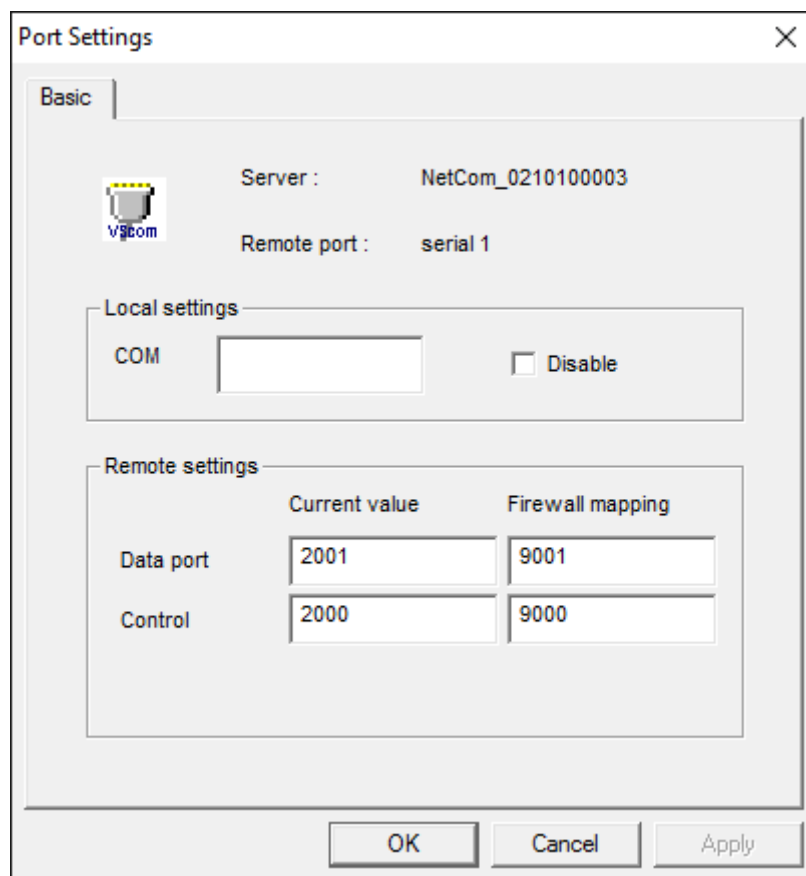 Port Settings
Basic
VScom
Server : NetCom_0210100003
Remote port : serial 1
Local settings
COM
Disable
Remote settings
Current value Firewall mapping
Data port 2001 9001
Control 2000 9000
OK Cancel Apply